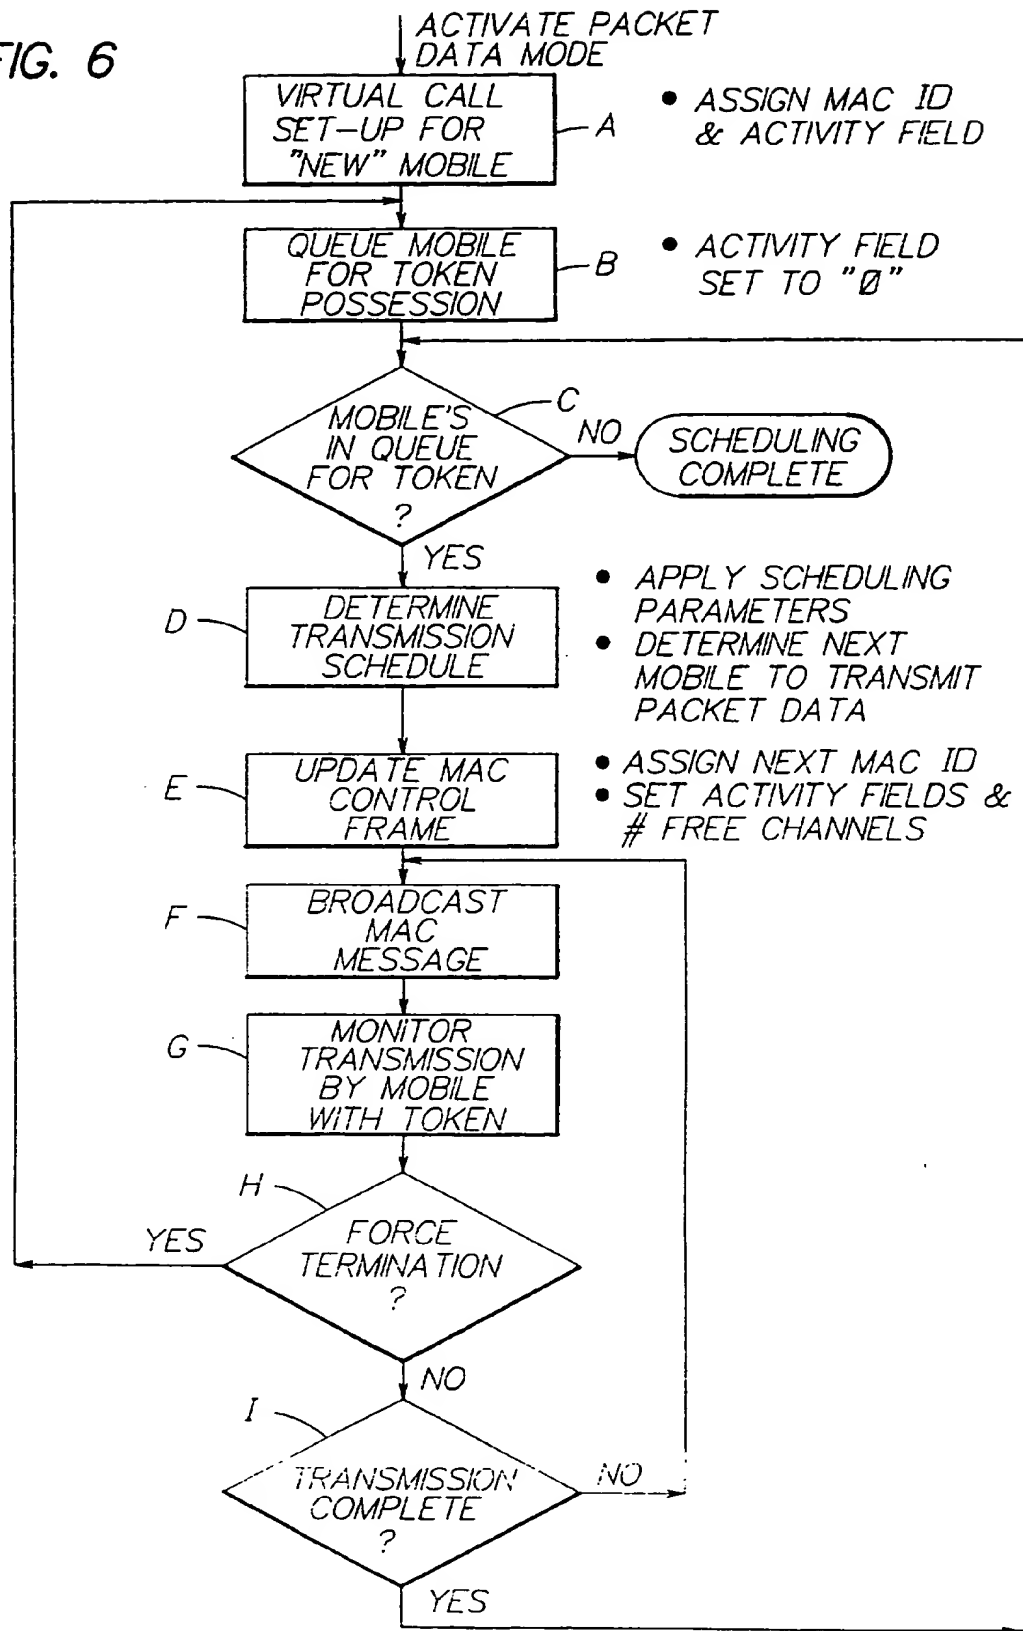 FIG. 6
ACTIVATE PACKET
DATA MODE
VIRTUAL CALL
SET-UP FOR
"NEW" MOBILE
A
• ASSIGN MAC ID
& ACTIVITY FIELD
QUEUE MOBILE
FOR TOKEN
POSSESSION
B
• ACTIVITY FIELD
SET TO "Ø"
MOBILE'S
IN QUEUE
FOR TOKEN
?
C
NO
SCHEDULING
COMPLETE
YES
D
DETERMINE
TRANSMISSION
SCHEDULE
• APPLY SCHEDULING
PARAMETERS
• DETERMINE NEXT
MOBILE TO TRANSMIT
PACKET DATA
E
UPDATE MAC
CONTROL
FRAME
• ASSIGN NEXT MAC ID
• SET ACTIVITY FIELDS &
# FREE CHANNELS
F
BROADCAST
MAC
MESSAGE
G
MONITOR
TRANSMISSION
BY MOBILE
WITH TOKEN
H
FORCE
TERMINATION
?
YES
NO
I
TRANSMISSION
COMPLETE
?
NO
YES